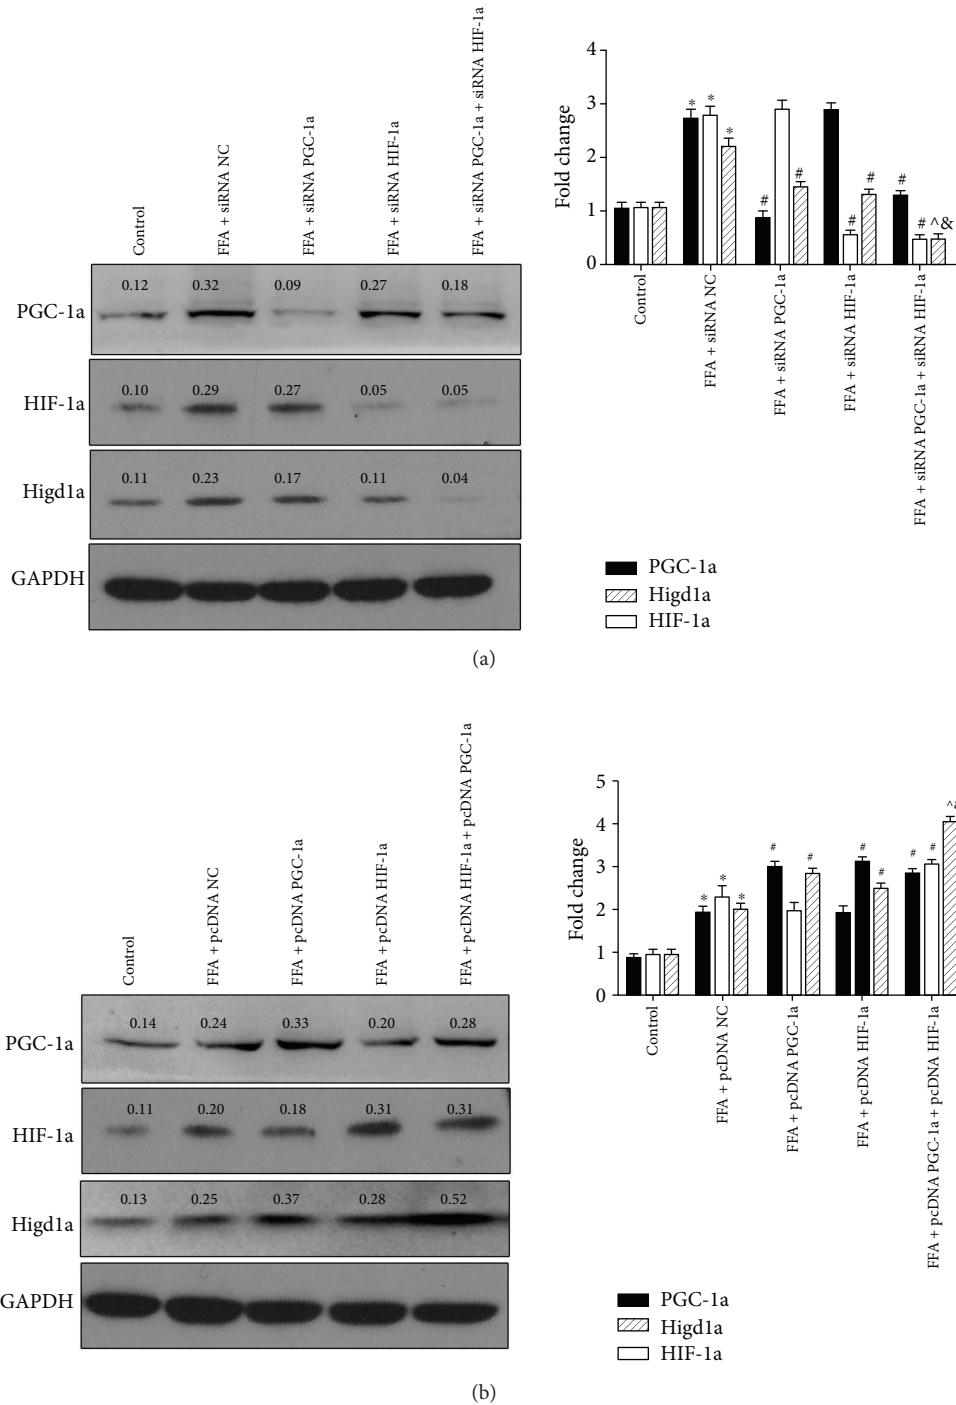 Control
FFA + siRNA NC
FFA + siRNA PGC-1a
FFA + siRNA HIF-1a
FFA + siRNA PGC-1a + siRNA HIF-1a
PGC-1a
0.12 0.32 0.09 0.27 0.18
HIF-1a
0.10 0.29 0.27 0.05 0.05
Higd1a
0.11 0.23 0.17 0.11 0.04
GAPDH
Fold change
4
3
2
1
0
* * *
# #
# #
# # ^&
Control
FFA + siRNA NC
FFA + siRNA PGC-1a
FFA + siRNA HIF-1a
FFA + siRNA PGC-1a + siRNA HIF-1a
PGC-1a
Higd1a
HIF-1a
(a)
Control
FFA + pcDNA NC
FFA + pcDNA PGC-1a
FFA + pcDNA HIF-1a
FFA + pcDNA HIF-1a + pcDNA PGC-1a
PGC-1a
0.14 0.24 0.33 0.20 0.28
HIF-1a
0.11 0.20 0.18 0.31 0.31
Higd1a
0.13 0.25 0.37 0.28 0.52
GAPDH
Fold change
5
4
3
2
1
0
* * *
# #
# #
# # ^
Control
FFA + pcDNA NC
FFA + pcDNA PGC-1a
FFA + pcDNA HIF-1a
FFA + pcDNA PGC-1a + pcDNA HIF-1a
PGC-1a
Higd1a
HIF-1a
(b)